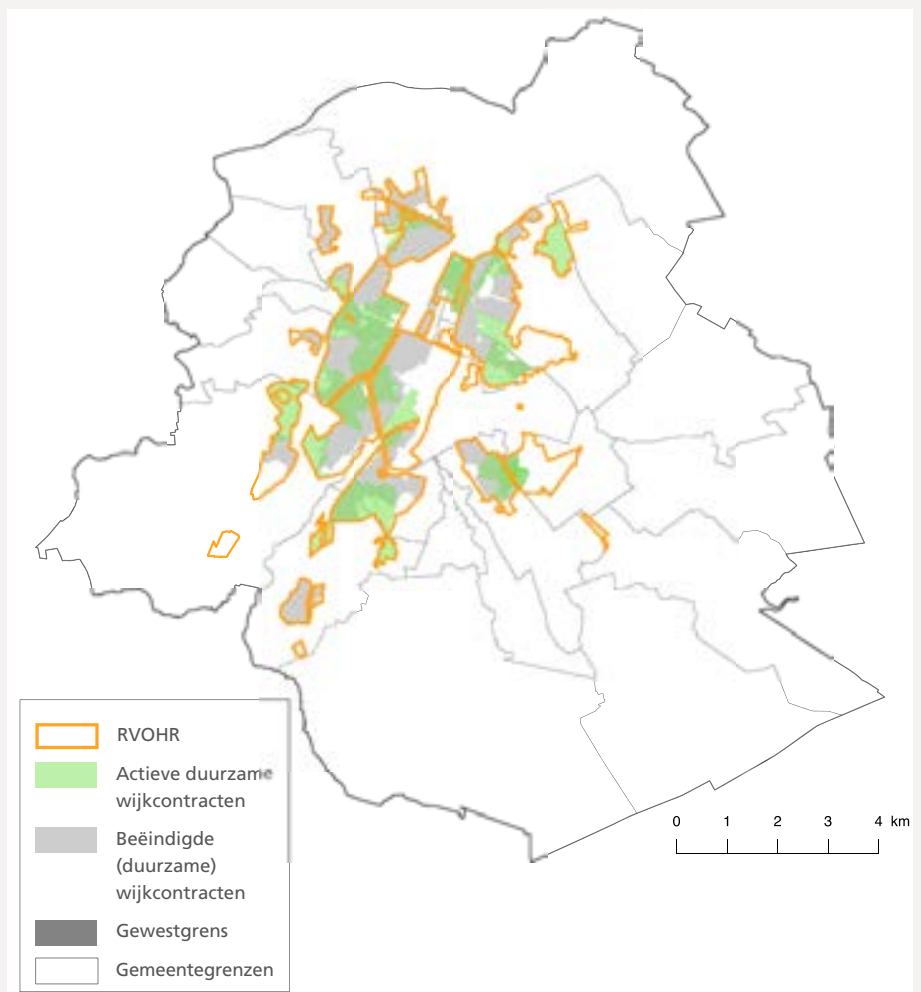 RVOHR
Actieve duurzame
wijkcontracten
Beëindigde
(duurzame)
wijkcontracten
Gewestgrens
Gemeentegrenzen
0 1 2 3 4 km